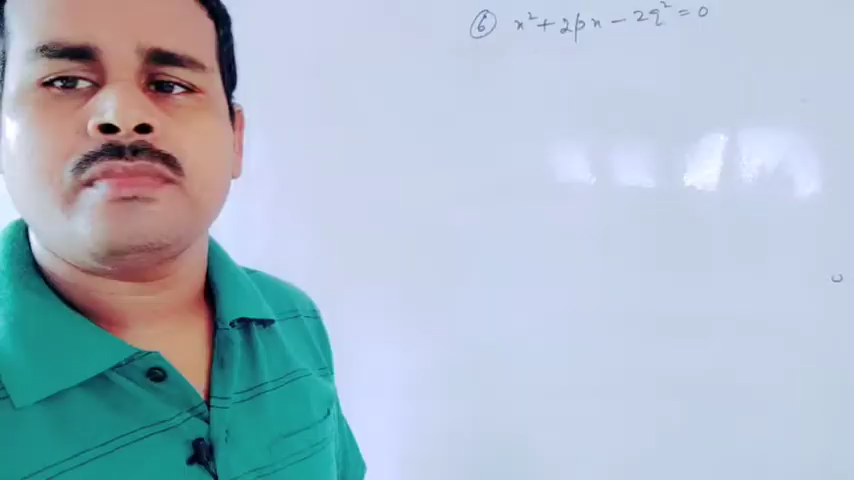 ⑥ x² + 2px - 2q² = 0